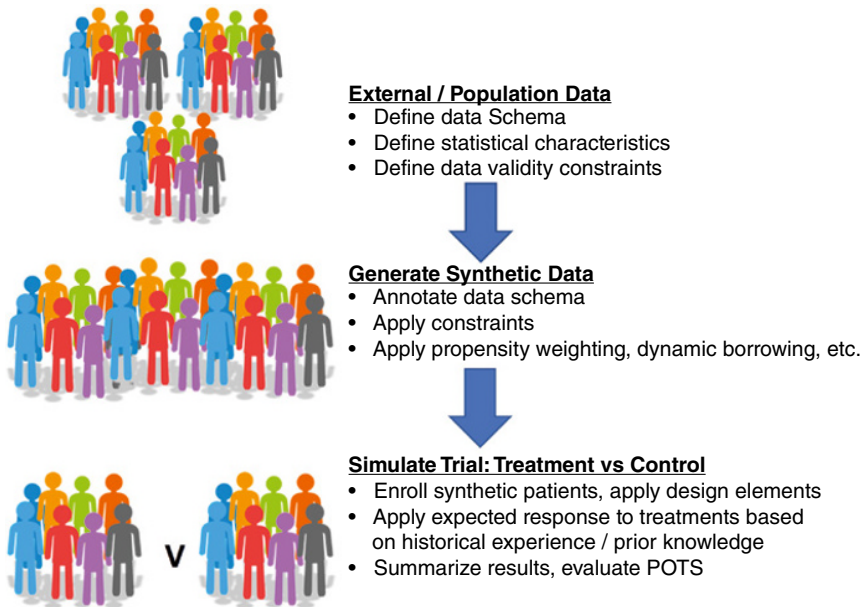 External / Population Data
• Define data Schema
• Define statistical characteristics
• Define data validity constraints
Generate Synthetic Data
• Annotate data schema
• Apply constraints
• Apply propensity weighting, dynamic borrowing, etc.
Simulate Trial: Treatment vs Control
• Enroll synthetic patients, apply design elements
• Apply expected response to treatments based
on historical experience / prior knowledge
• Summarize results, evaluate POTS
v